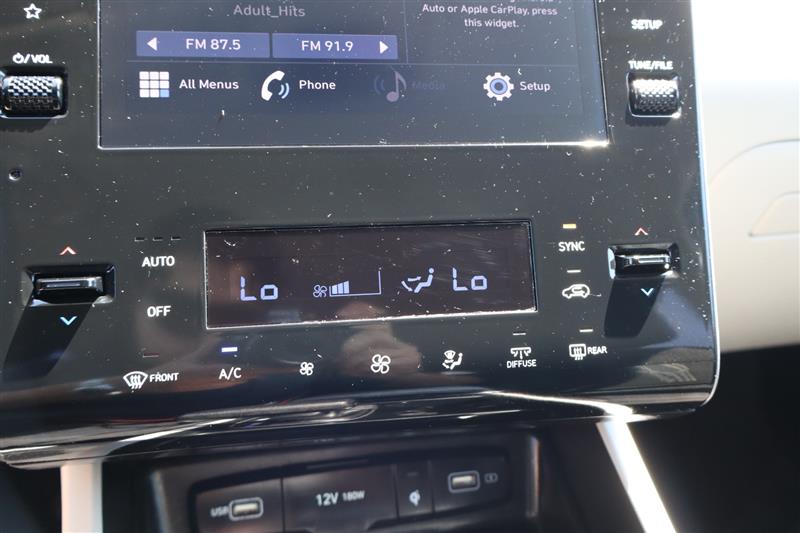 Adult_Hits
Auto or Apple CarPlay, press
this widget.
SETUP
FM 87.5
FM 91.9
⏻/VOL
TUNE/FILE
All Menus
Phone
Media
Setup
AUTO
SYNC
Lo
Lo
OFF
FRONT
A/C
DIFFUSE
REAR
USB
12V 180W